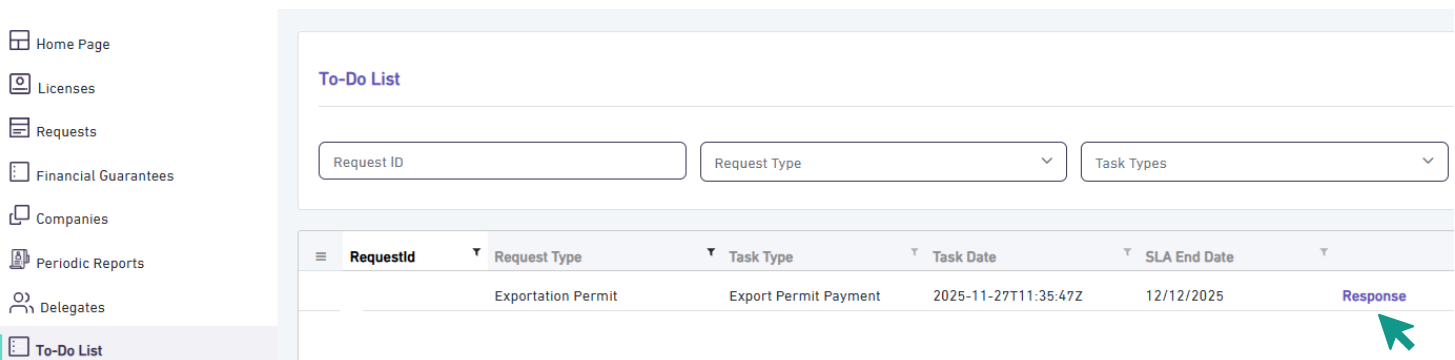 Home Page
Licenses
Requests
Financial Guarantees
Companies
Periodic Reports
Delegates
To-Do List
To-Do List
Request ID
Request Type
Task Types
RequestId Request Type Task Type Task Date SLA End Date
Exportation Permit Export Permit Payment 2025-11-27T11:35:47Z 12/12/2025 Response